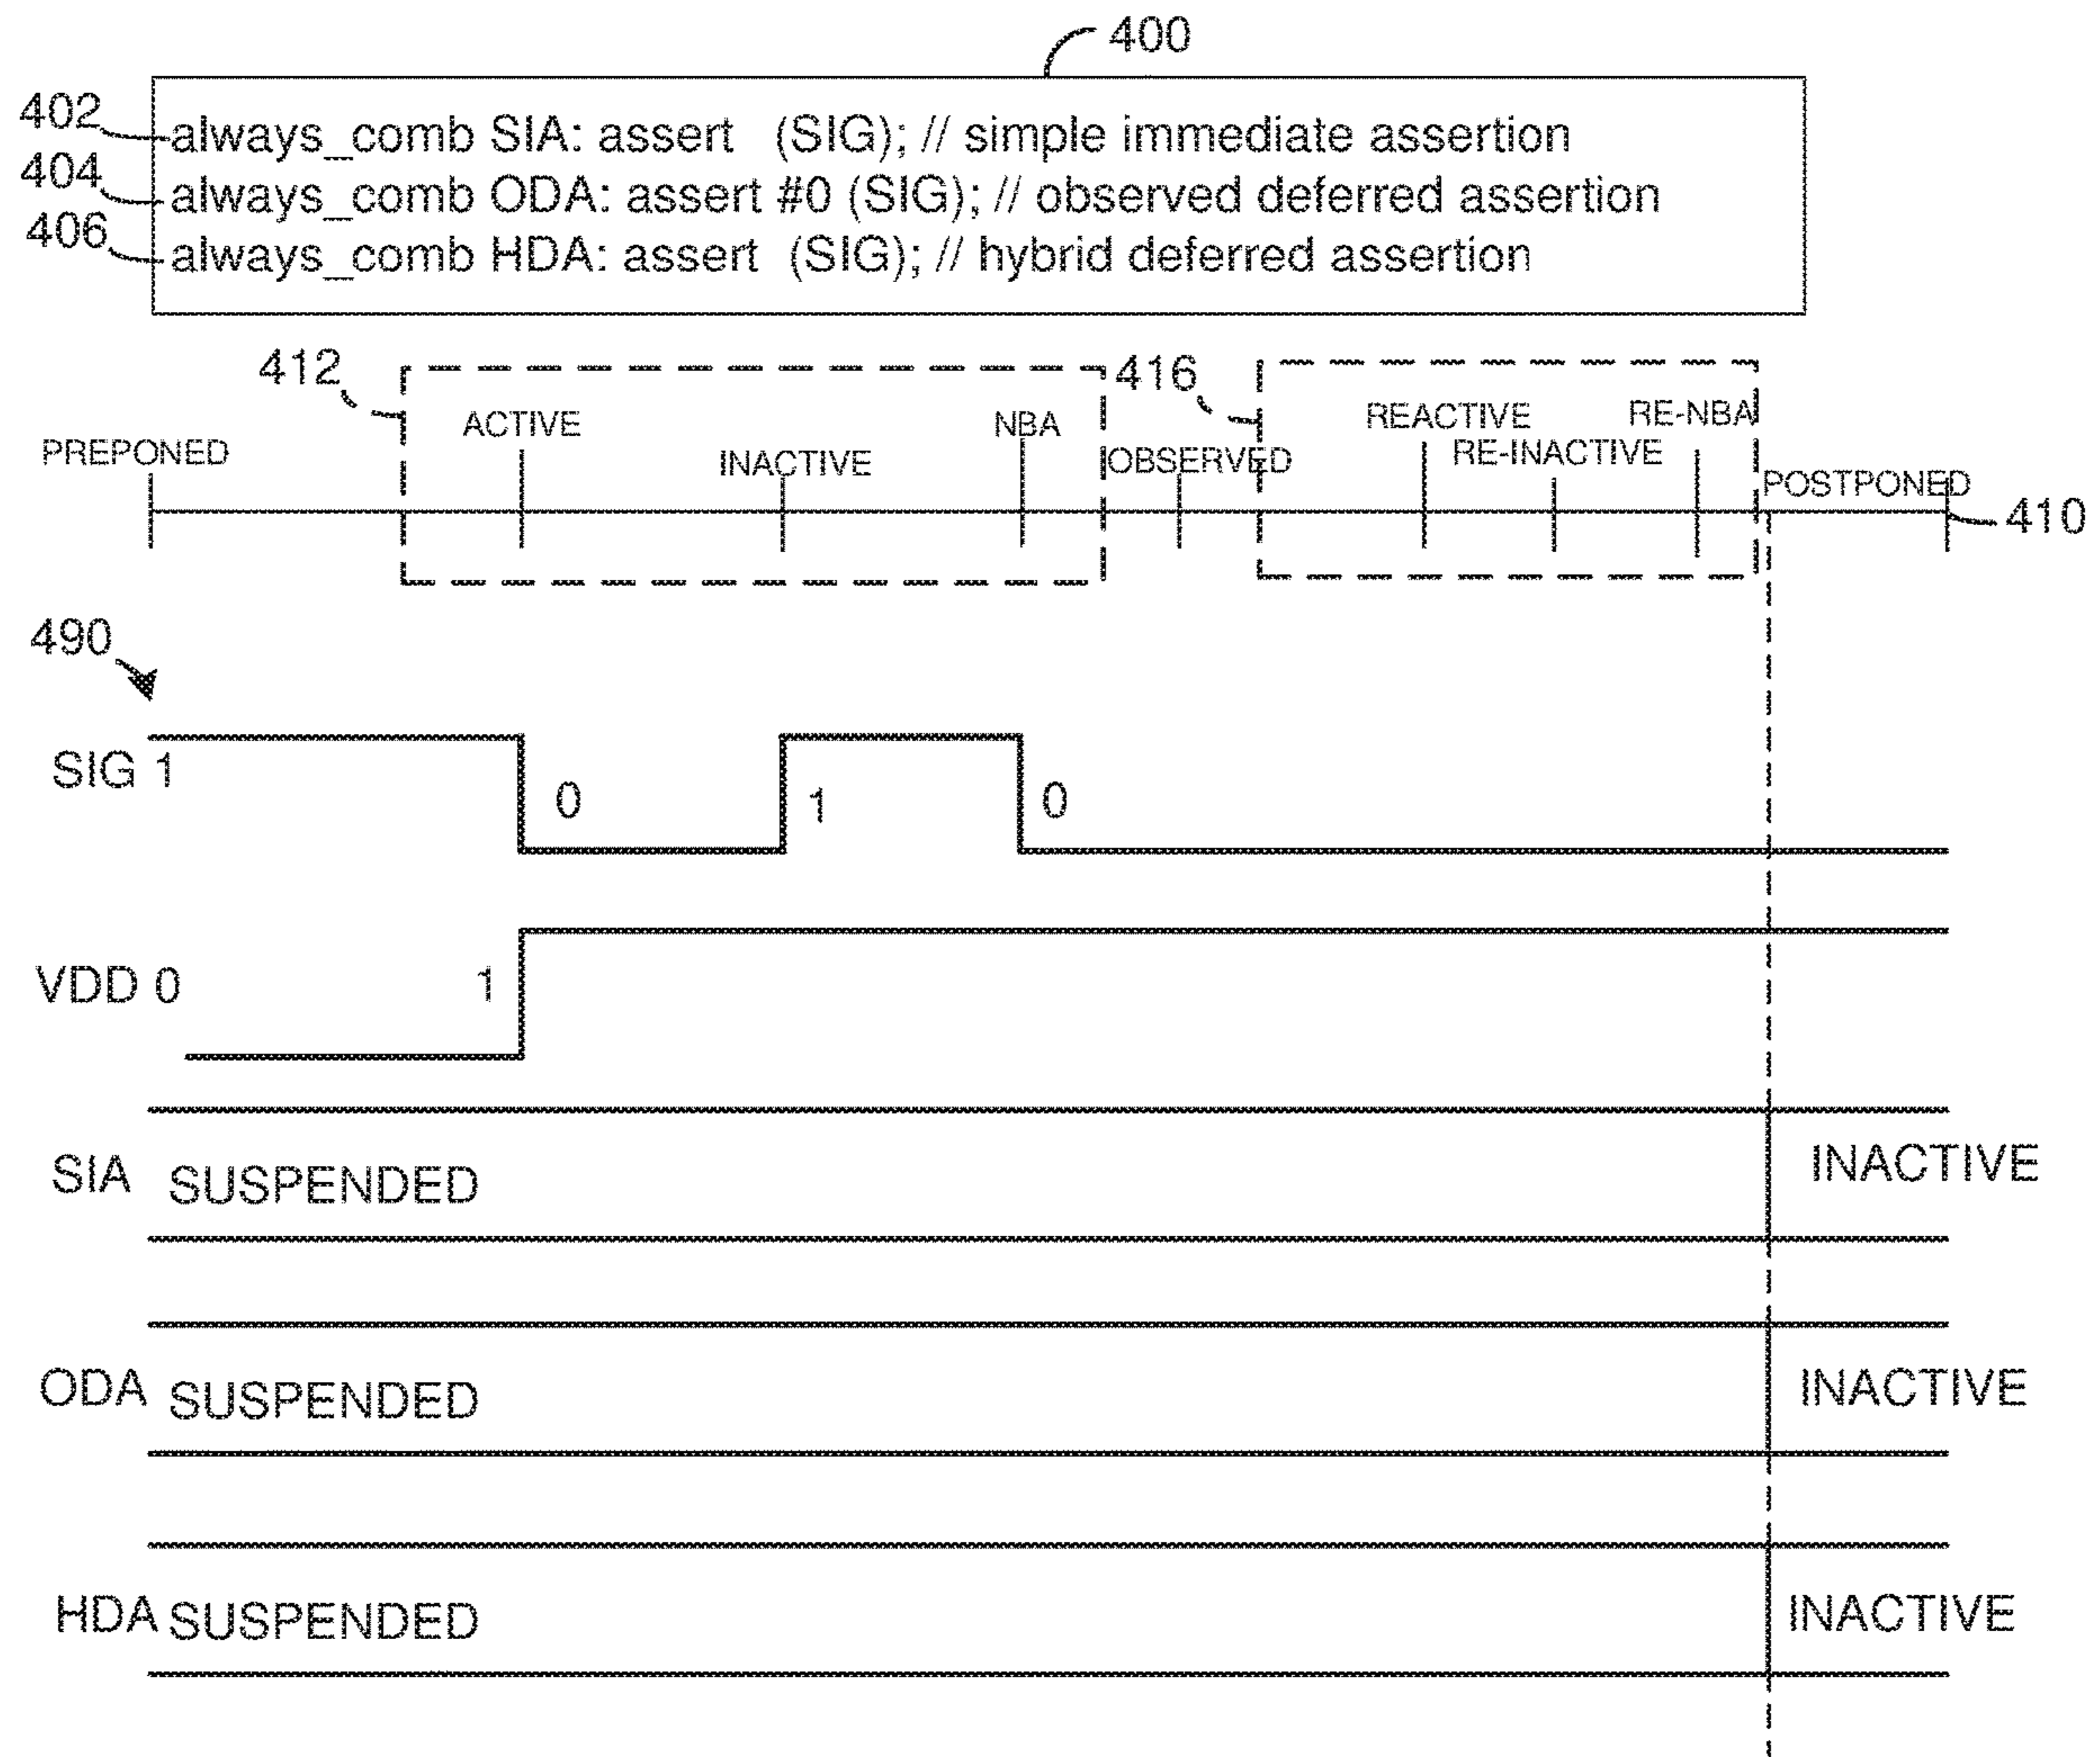 400
402 always_comb SIA: assert (SIG); // simple immediate assertion
404 always_comb ODA: assert #0 (SIG); // observed deferred assertion
406 always_comb HDA: assert (SIG); // hybrid deferred assertion
412
416
ACTIVE
NBA
REACTIVE
RE-NBA
PREPONED
INACTIVE
OBSERVED
RE-INACTIVE
POSTPONED
410
490
SIG 1
0
1
0
VDD 0
1
SIA SUSPENDED INACTIVE
ODA SUSPENDED INACTIVE
HDA SUSPENDED INACTIVE